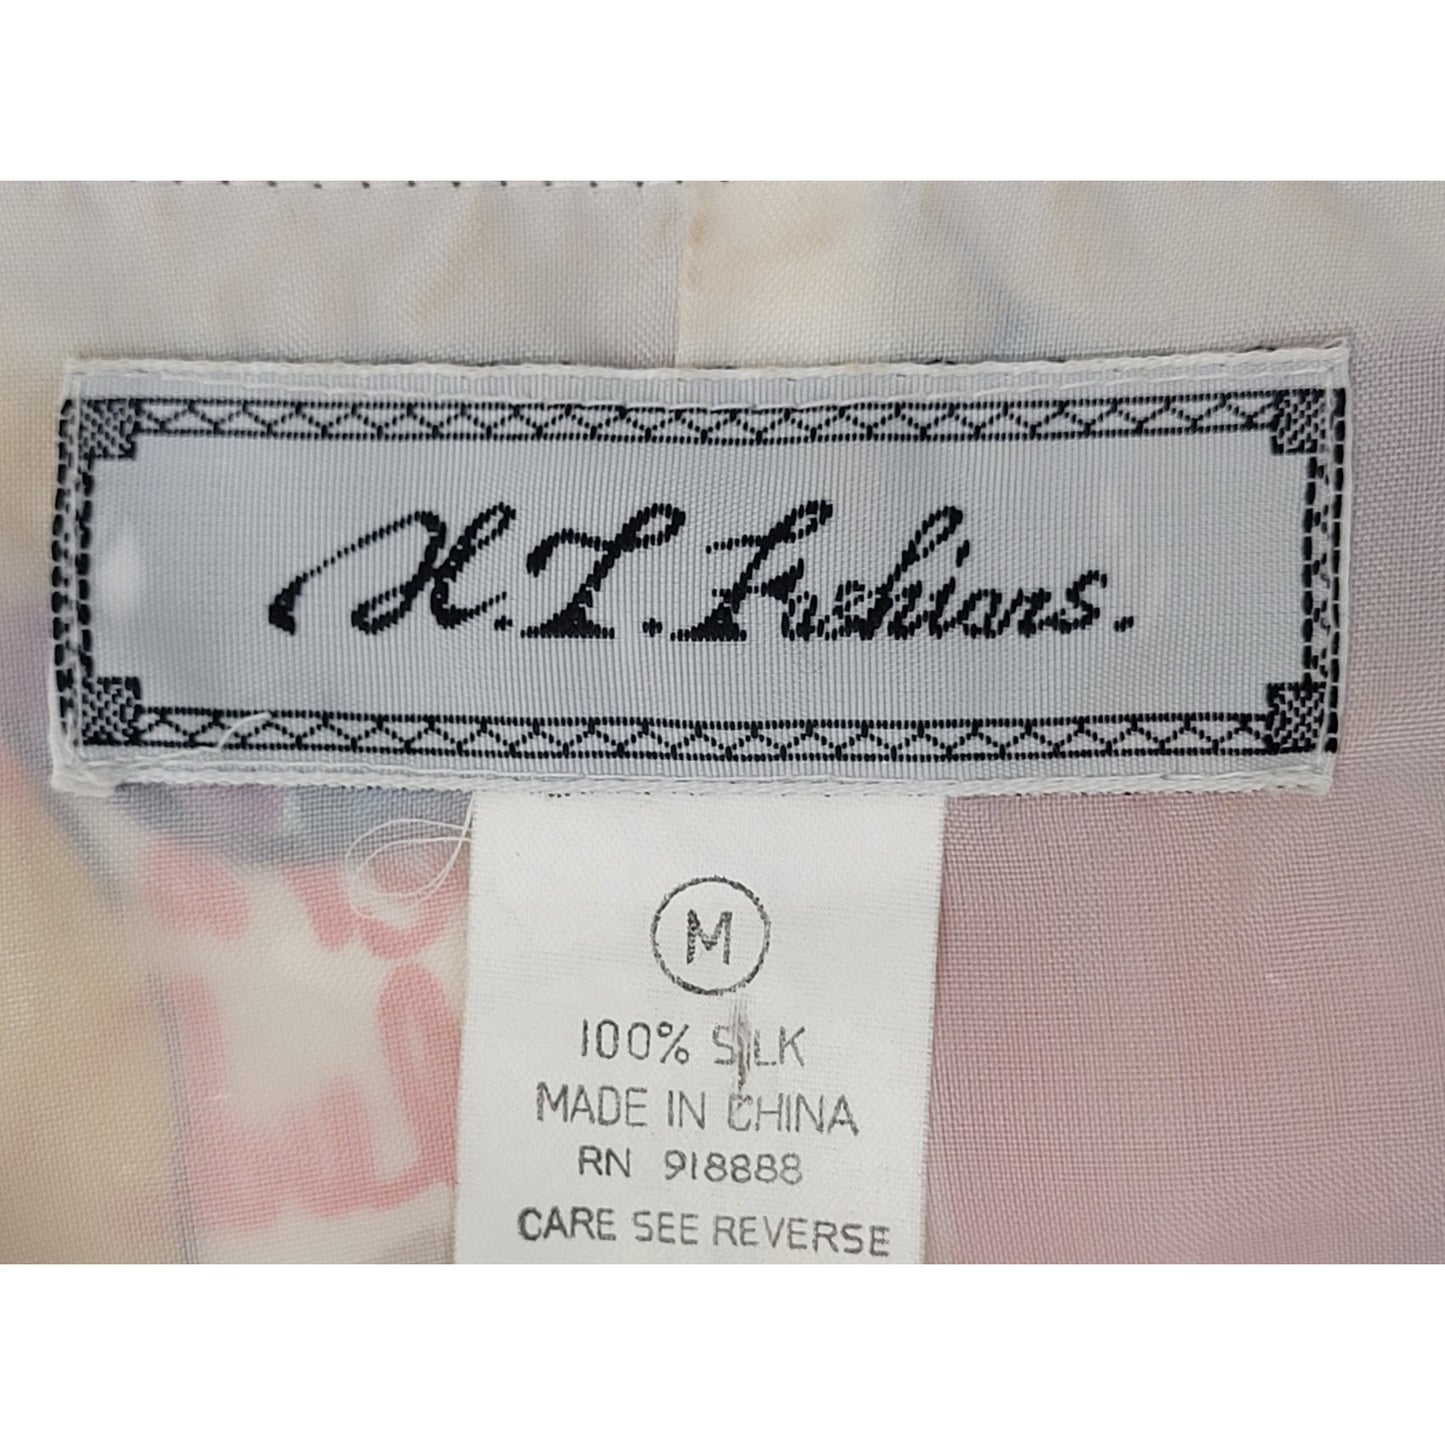 H.T. Fashions.
M
100% SILK
MADE IN CHINA
RN 918888
CARE SEE REVERSE